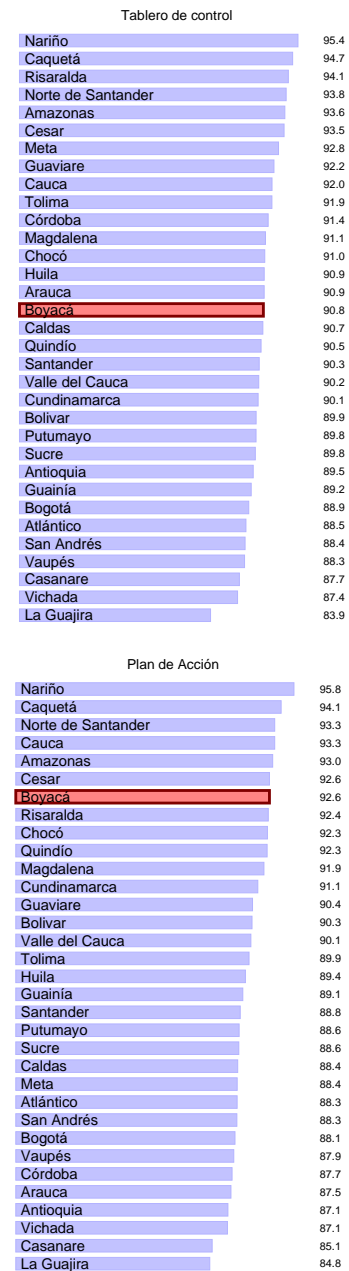 Tablero de control
Nariño 95.4
Caquetá 94.7
Risaralda 94.1
Norte de Santander 93.8
Amazonas 93.6
Cesar 93.5
Meta 92.8
Guaviare 92.2
Cauca 92.0
Tolima 91.9
Córdoba 91.4
Magdalena 91.1
Chocó 91.0
Huila 90.9
Arauca 90.9
Boyacá 90.8
Caldas 90.7
Quindío 90.5
Santander 90.3
Valle del Cauca 90.2
Cundinamarca 90.1
Bolivar 89.9
Putumayo 89.8
Sucre 89.8
Antioquia 89.5
Guainía 89.2
Bogotá 88.9
Atlántico 88.5
San Andrés 88.4
Vaupés 88.3
Casanare 87.7
Vichada 87.4
La Guajira 83.9
Plan de Acción
Nariño 95.8
Caquetá 94.1
Norte de Santander 93.3
Cauca 93.3
Amazonas 93.0
Cesar 92.6
Boyacá 92.6
Risaralda 92.4
Chocó 92.3
Quindío 92.3
Magdalena 91.9
Cundinamarca 91.1
Guaviare 90.4
Bolivar 90.3
Valle del Cauca 90.1
Tolima 89.9
Huila 89.4
Guainía 89.1
Santander 88.8
Putumayo 88.6
Sucre 88.6
Caldas 88.4
Meta 88.4
Atlántico 88.3
San Andrés 88.3
Bogotá 88.1
Vaupés 87.9
Córdoba 87.7
Arauca 87.5
Antioquia 87.1
Vichada 87.1
Casanare 85.1
La Guajira 84.8